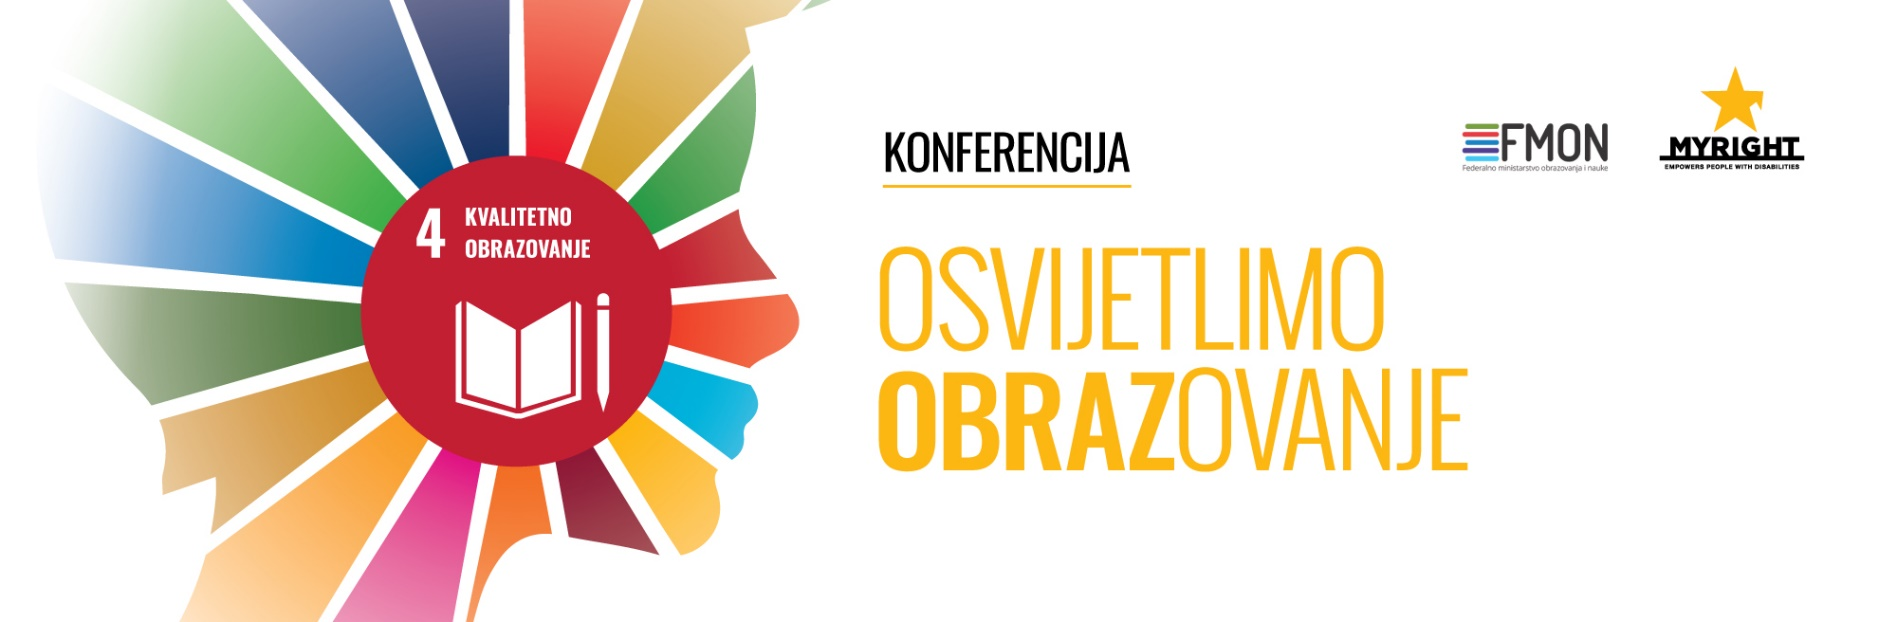 4 KVALITETNO
OBRAZOVANJE
KONFERENCIJA
OSVIJETLIMO
OBRAZOVANJE
FMON
Federalno ministarstvo obrazovanja i nauke
MYRIGHT
EMPOWERS PEOPLE WITH DISABILITIES